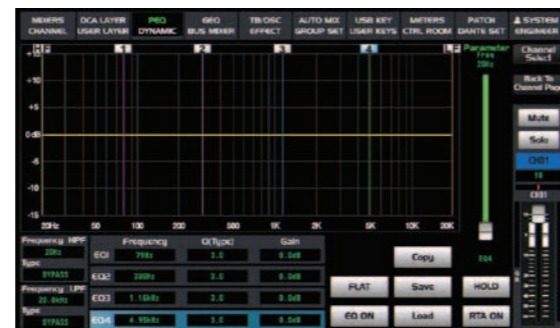 MIXERS CHANNEL
DCA LAYER USER LAYER
PEQ DYNAMIC
GEQ BUS MIXER
TB/OSC EFFECT
AUTO MIX GROUP SET
USB KEY USER KEYS
METERS CTRL ROOM
PATCH DANTE SET
SYSTEM ENGINEER
HF 1 2 3 4 LF
Parameter
Freq
20Hz
Channel Select
Back To Channel Page
Mute
Solo
CH01
CH01
+5
0dB
-5
-10
-15
20Hz 50 100 200 500 1K 2K 5K 10K 20K
EQ4
Frequency HPF
20Hz
Type
BYPASS
Frequency LPF
20.0kHz
Type
BYPASS
Frequency Q(Type) Gain
EQ1 79Hz 3.0 0.0dB
EQ2 300Hz 3.0 0.0dB
EQ3 1.16kHz 3.0 0.0dB
EQ4 4.95kHz 3.0 0.0dB
Copy
FLAT Save HOLD
EQ ON Load RTA ON